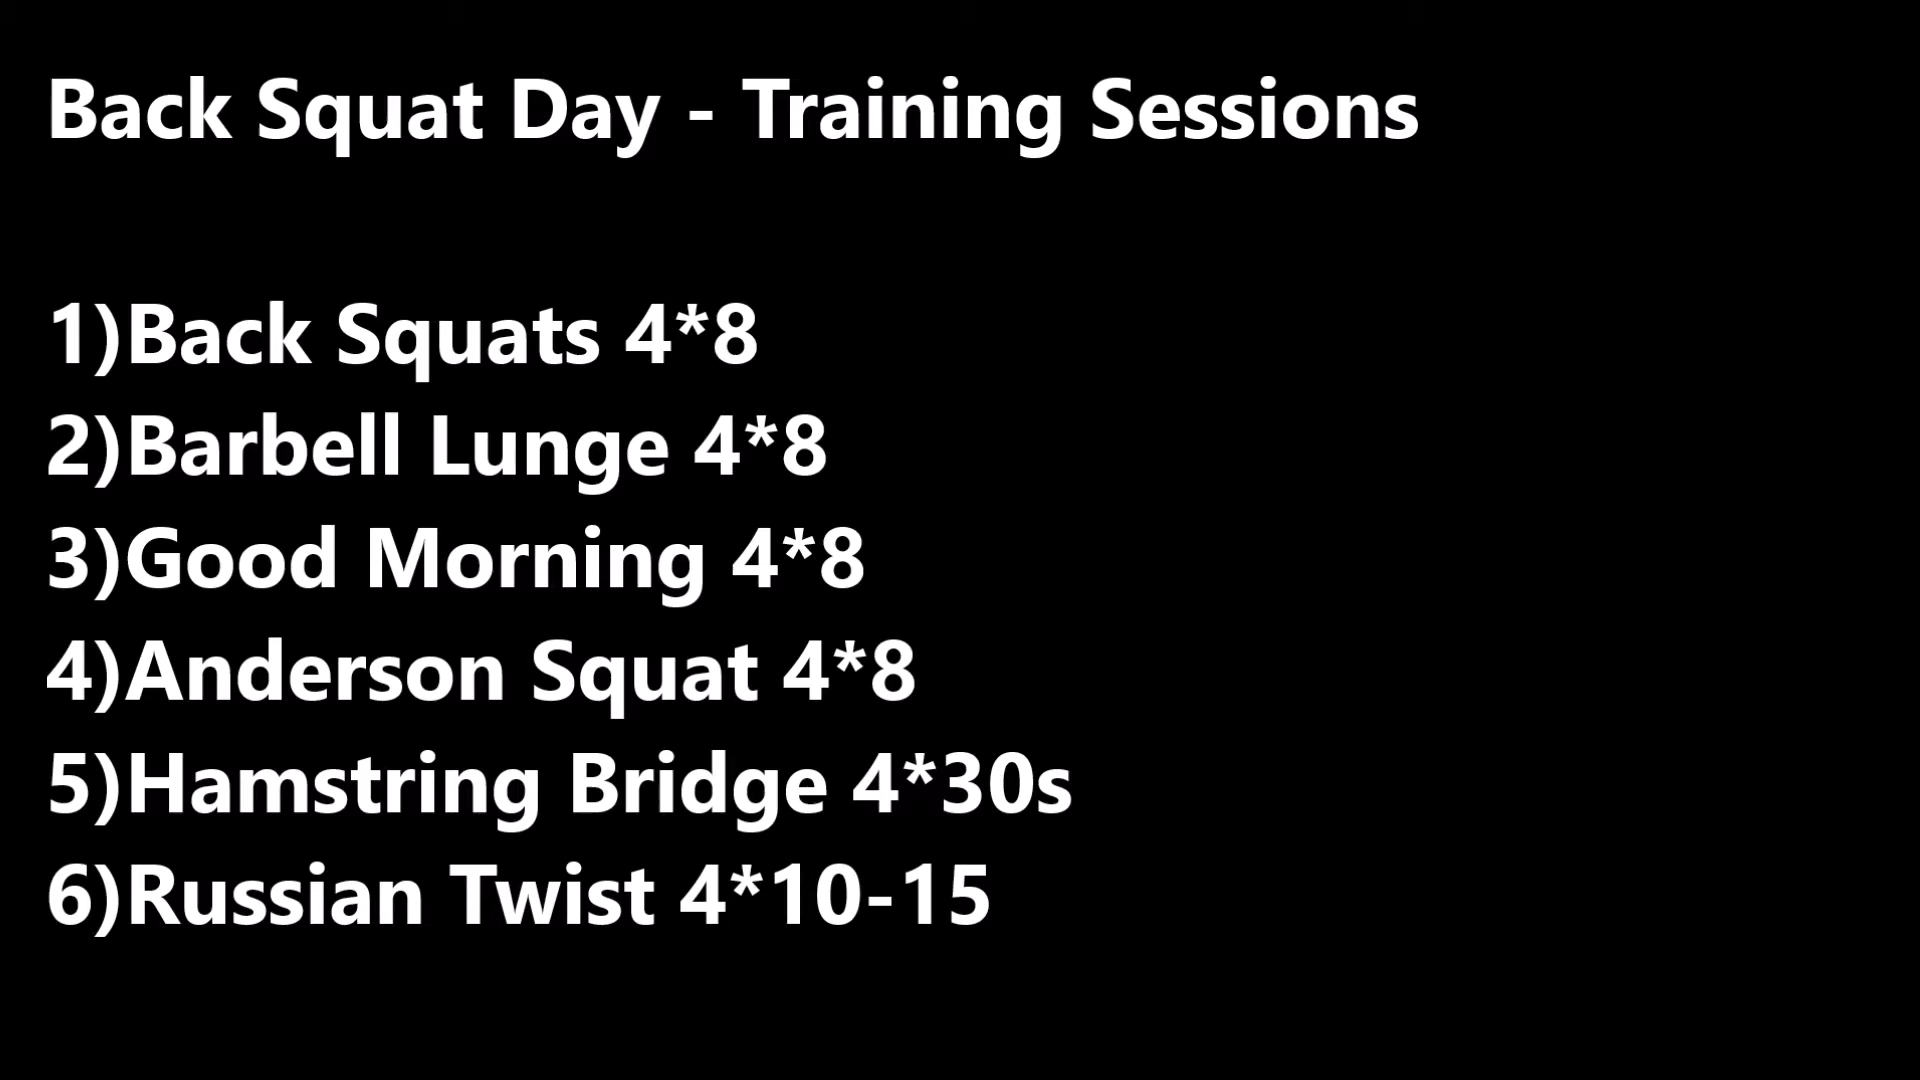 Back Squat Day - Training Sessions
1)Back Squats 4*8
2)Barbell Lunge 4*8
3)Good Morning 4*8
4)Anderson Squat 4*8
5)Hamstring Bridge 4*30s
6)Russian Twist 4*10-15